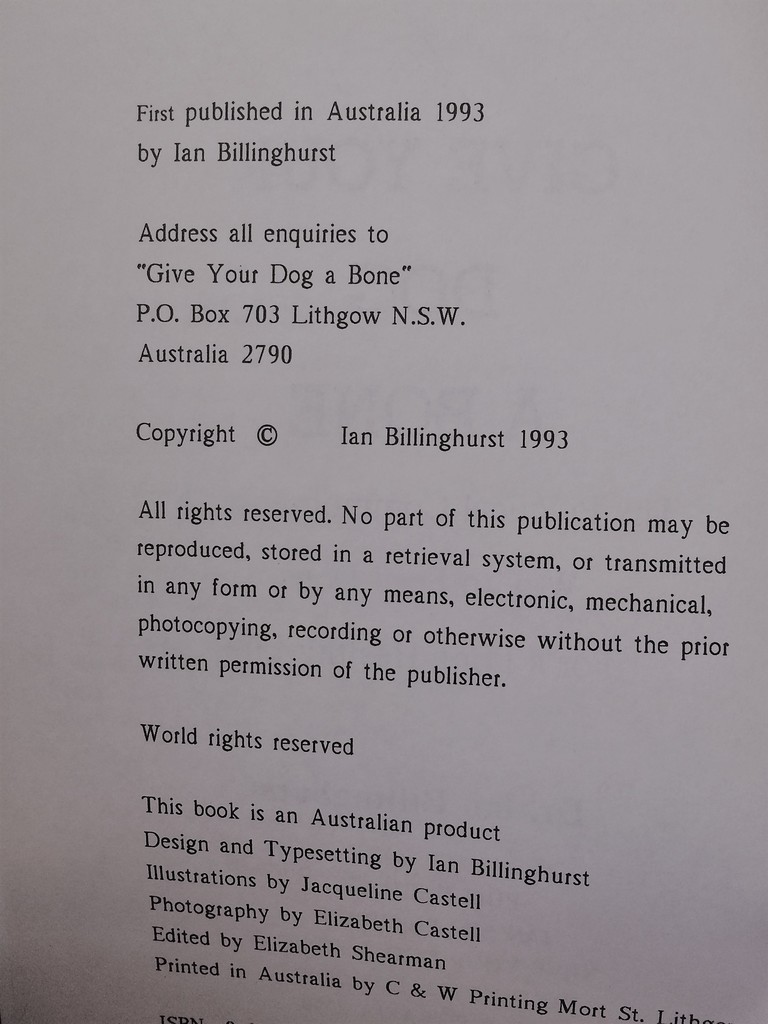 First published in Australia 1993
by Ian Billinghurst
Address all enquiries to
"Give Your Dog a Bone"
P.O. Box 703 Lithgow N.S.W.
Australia 2790
Copyright © Ian Billinghurst 1993
All rights reserved. No part of this publication may be
reproduced, stored in a retrieval system, or transmitted
in any form or by any means, electronic, mechanical,
photocopying, recording or otherwise without the prior
written permission of the publisher.
World rights reserved
This book is an Australian product
Design and Typesetting by Ian Billinghurst
Illustrations by Jacqueline Castell
Photography by Elizabeth Castell
Edited by Elizabeth Shearman
Printed in Australia by C & W Printing Mort St.
ISBN